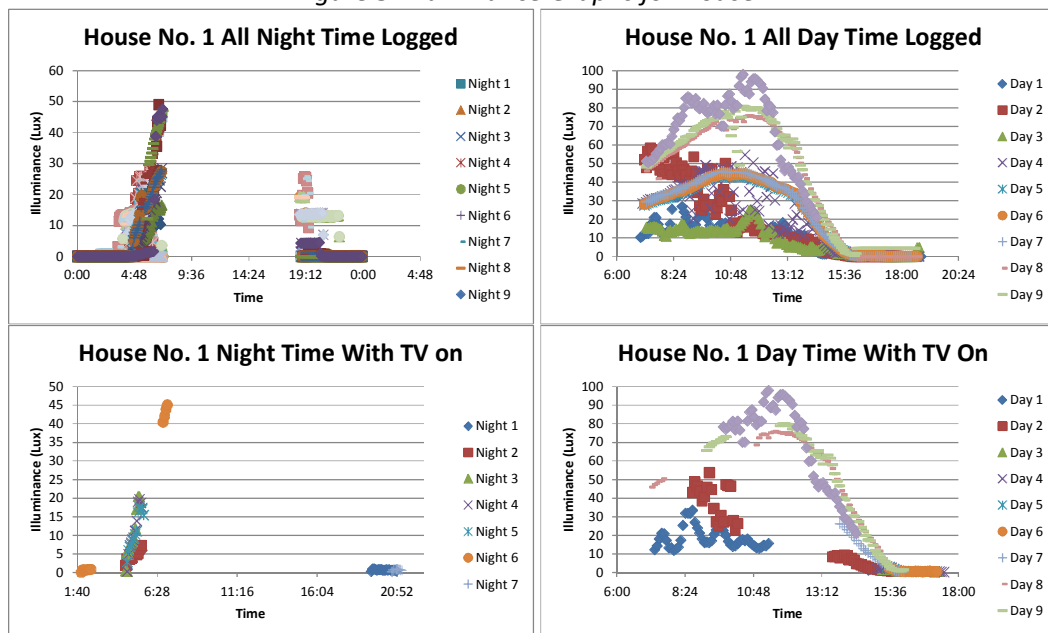 House No. 1 All Night Time Logged
60
50
40
30
20
10
0
Illuminance (Lux)
0:00 4:48 9:36 14:24 19:12 0:00 4:48
Time
Night 1
Night 2
Night 3
Night 4
Night 5
Night 6
Night 7
Night 8
Night 9
House No. 1 All Day Time Logged
100
90
80
70
60
50
40
30
20
10
0
Illuminance (Lux)
6:00 8:24 10:48 13:12 15:36 18:00 20:24
Time
Day 1
Day 2
Day 3
Day 4
Day 5
Day 6
Day 7
Day 8
Day 9
House No. 1 Night Time With TV on
50
45
40
35
30
25
20
15
10
5
0
Illuminance (Lux)
1:40 6:28 11:16 16:04 20:52
Time
Night 1
Night 2
Night 3
Night 4
Night 5
Night 6
Night 7
House No. 1 Day Time With TV On
100
90
80
70
60
50
40
30
20
10
0
Illuminance (Lux)
6:00 8:24 10:48 13:12 15:36 18:00
Time
Day 1
Day 2
Day 3
Day 4
Day 5
Day 6
Day 7
Day 8
Day 9